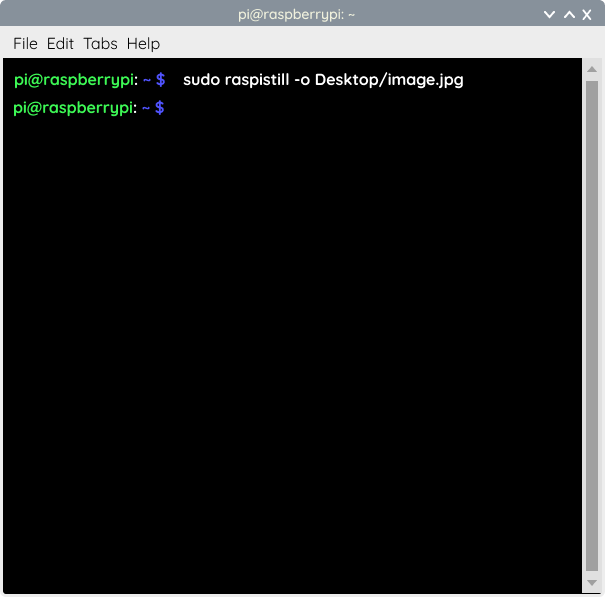 pi@raspberrypi: ~
File Edit Tabs Help
pi@raspberrypi: ~ $ sudo raspistill -o Desktop/image.jpg
pi@raspberrypi: ~ $